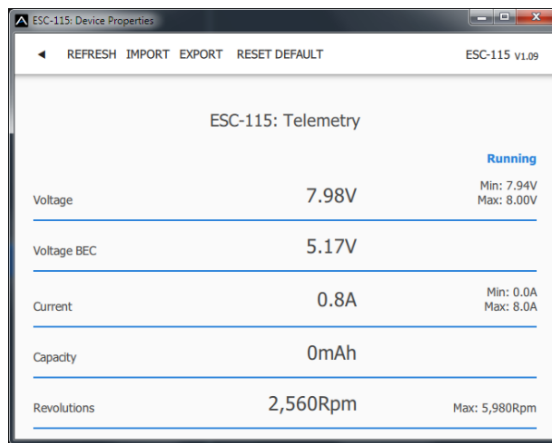 ESC-115: Device Properties
REFRESH IMPORT EXPORT RESET DEFAULT ESC-115 V1.09
ESC-115: Telemetry
Running
Voltage 7.98V Min: 7.94V
Max: 8.00V
Voltage BEC 5.17V
Current 0.8A Min: 0.0A
Max: 8.0A
Capacity 0mAh
Revolutions 2,560Rpm Max: 5,980Rpm